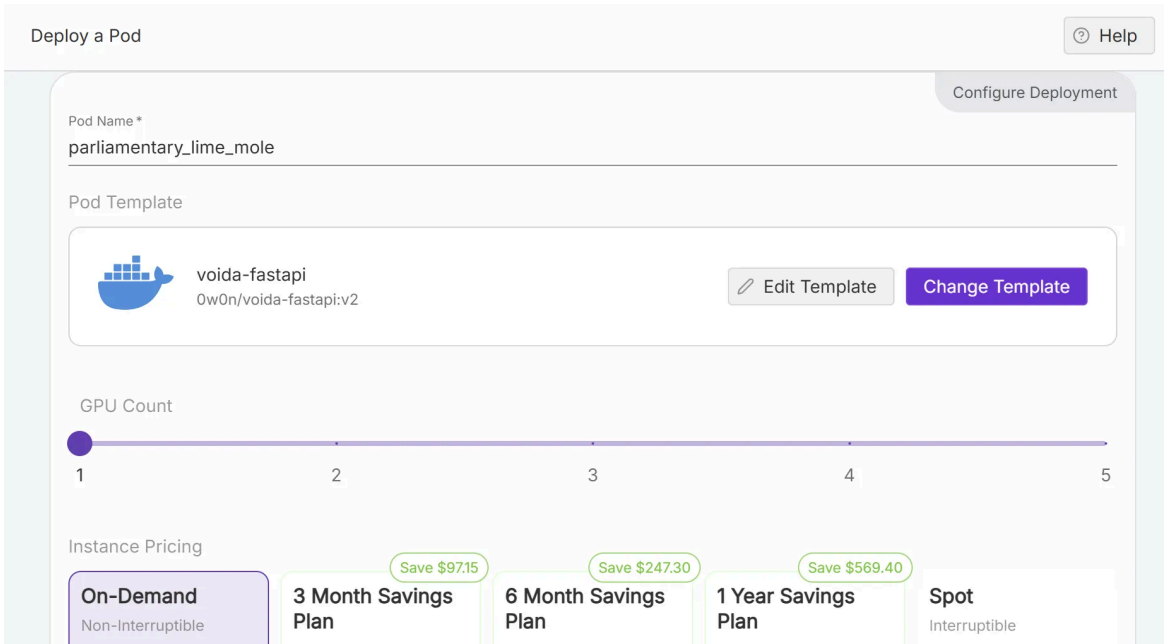 Deploy a Pod
Help
Configure Deployment
Pod Name *
parliamentary_lime_mole
Pod Template
voida-fastapi
0w0n/voida-fastapi:v2
Edit Template
Change Template
GPU Count
1 2 3 4 5
Instance Pricing
Save $97.15
Save $247.30
Save $569.40
On-Demand
Non-Interruptible
3 Month Savings
Plan
6 Month Savings
Plan
1 Year Savings
Plan
Spot
Interruptible